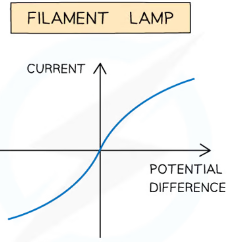 FILAMENT LAMP
CURRENT
POTENTIAL
DIFFERENCE